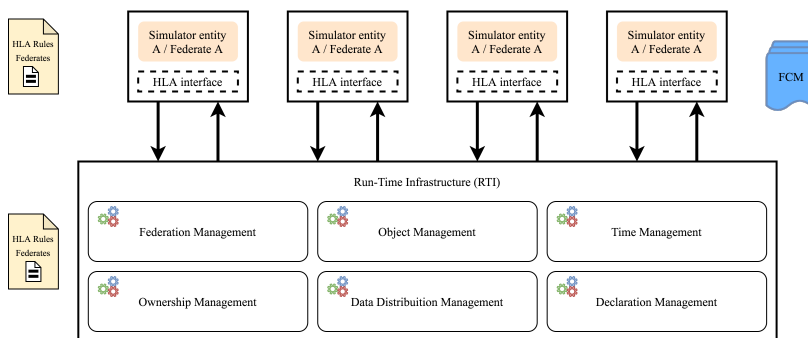 HLA Rules
Federates
Simulator entity
A / Federate A
HLA interface
Simulator entity
A / Federate A
HLA interface
Simulator entity
A / Federate A
HLA interface
Simulator entity
A / Federate A
HLA interface
FCM
Run-Time Infrastructure (RTI)
HLA Rules
Federates
Federation Management
Object Management
Time Management
Ownership Management
Data Distribuition Management
Declaration Management